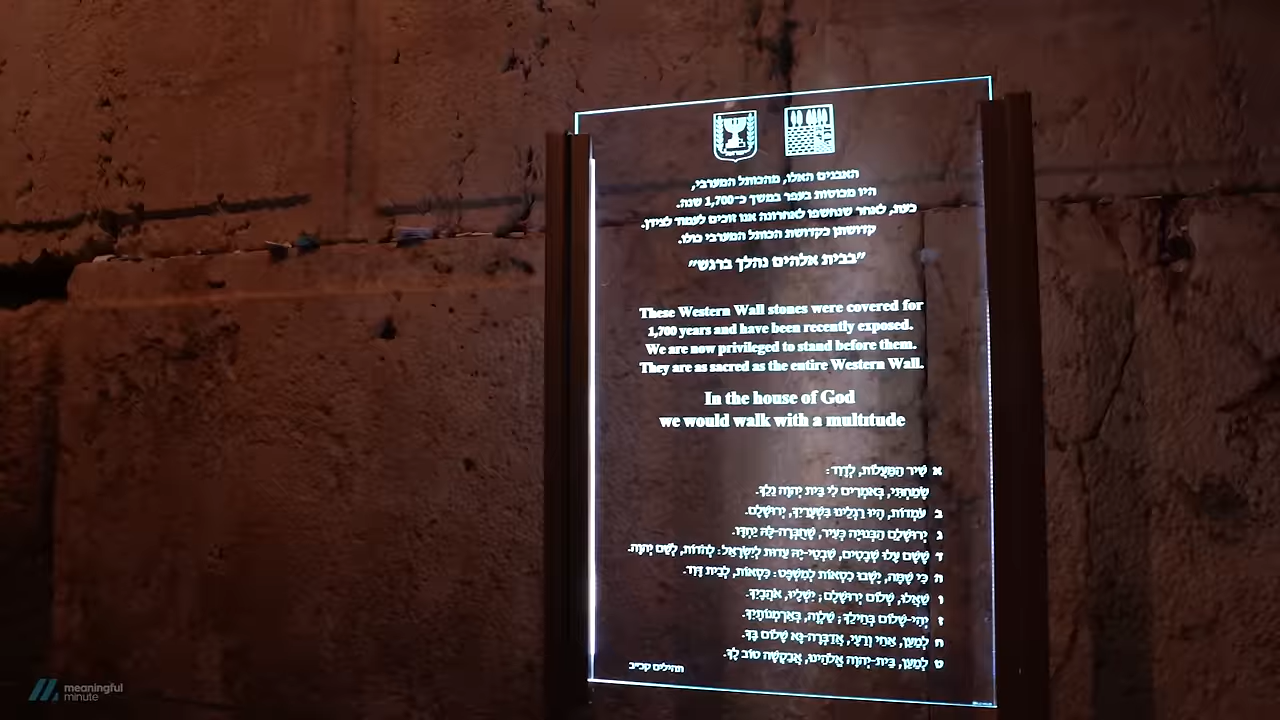 האבנים האלו, מהכותל המערבי,
היו מכוסות בעפר במשך כ-1,700 שנה.
כעת, לאחר שנחשפו לאחרונה אנו זוכים לעמוד לצידן.
קדושתן כקדושת הכותל המערבי כולו.
"בבית אלהים נהלך ברגש"
These Western Wall stones were covered for
1,700 years and have been recently exposed.
We are now privileged to stand before them.
They are as sacred as the entire Western Wall.
In the house of God
we would walk with a multitude
א שִׁיר הַמַּעֲלוֹת, לְדָוִד:
שָׂמַחְתִּי, בְּאֹמְרִים לִי בֵּית יְהוָה נֵלֵךְ.
ב עֹמְדוֹת, הָיוּ רַגְלֵינוּ בִּשְׁעָרַיִךְ, יְרוּשָׁלִָם.
ג יְרוּשָׁלִַם הַבְּנוּיָה כְּעִיר, שֶׁחֻבְּרָה-לָּהּ יַחְדָּו.
ד שֶׁשָּׁם עָלוּ שְׁבָטִים, שִׁבְטֵי-יָהּ עֵדוּת לְיִשְׂרָאֵל: לְהֹדוֹת, לְשֵׁם יְהוָה.
ה כִּי שָׁמָּה, יָשְׁבוּ כִסְאוֹת לְמִשְׁפָּט: כִּסְאוֹת, לְבֵית דָּוִד.
ו שַׁאֲלוּ, שְׁלוֹם יְרוּשָׁלִָם; יִשְׁלָיוּ, אֹהֲבָיִךְ.
ז יְהִי-שָׁלוֹם בְּחֵילֵךְ; שַׁלְוָה, בְּאַרְמְנוֹתָיִךְ.
ח לְמַעַן, אַחַי וְרֵעָי; אֲדַבְּרָה-נָּא שָׁלוֹם בָּךְ.
ט לְמַעַן, בֵּית-יְהוָה אֱלֹהֵינוּ, אֲבַקְשָׁה טוֹב לָךְ.
תהילים קכ״ב
meaningful
minute